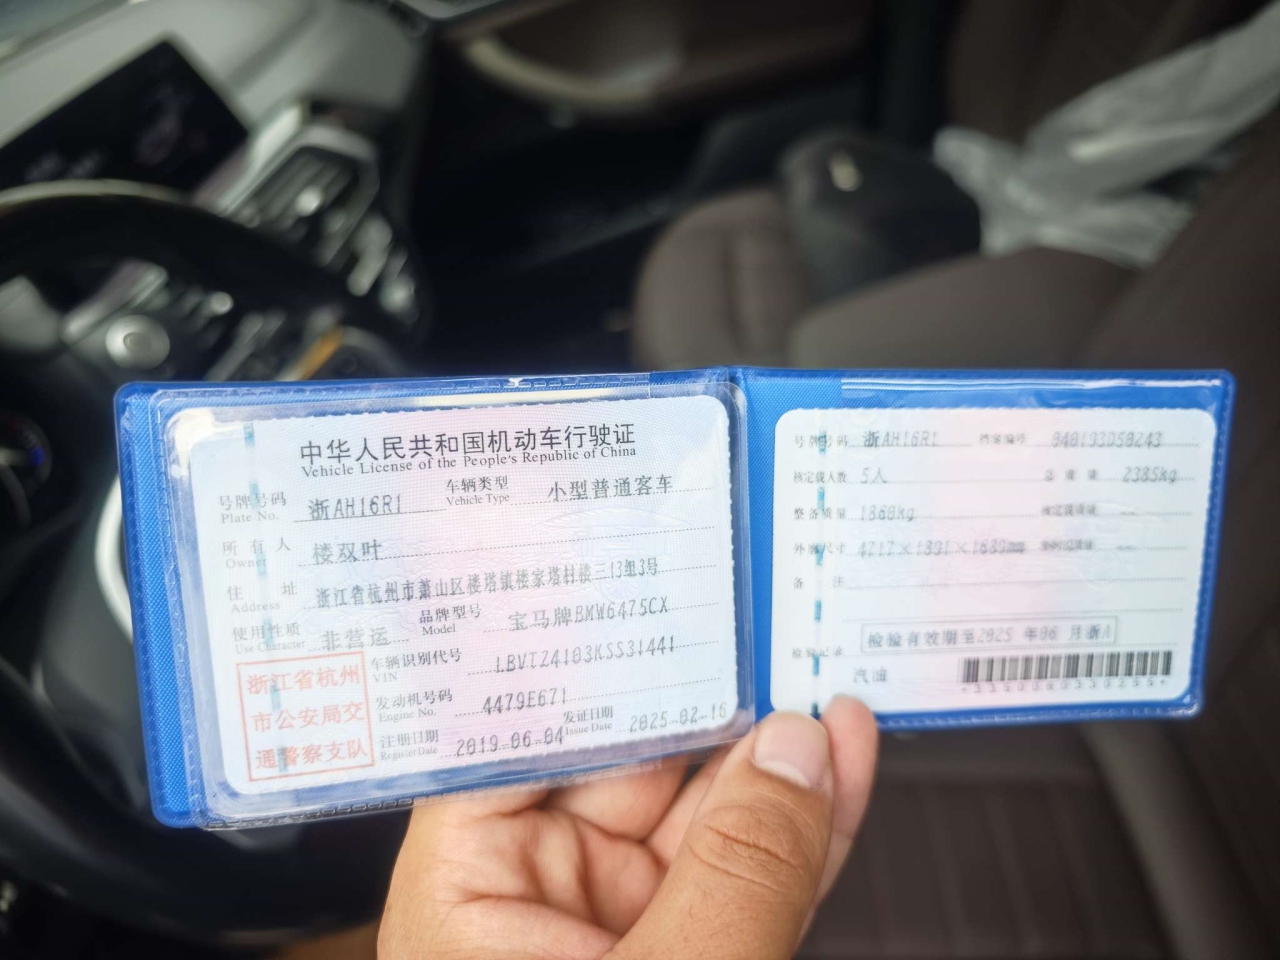 中华人民共和国机动车行驶证
Vehicle License of the People's Republic of China
号牌号码 浙AH16R1 车辆类型 小型普通客车
Plate No. Vehicle Type
所有人 楼双叶
Owner
住址 浙江省杭州市萧山区楼塔镇楼家塔村楼三13组3号
Address
使用性质 非营运 品牌型号 宝马牌BMW6475CX
Use Character Model
浙江省杭州
市公安局交
通警察支队
车辆识别代号 LBVTZ4103KSS31441
VIN
发动机号码 4479E671
Engine No.
注册日期 2019-06-04 发证日期 2025-02-16
Register Date Issue Date
号牌号码 浙AH16R1 档案编号
核定载人数 5人 总质量 2385kg
整备质量 1860kg
外廓尺寸
备注
检验有效期至2025年06月浙A
检验记录
汽油